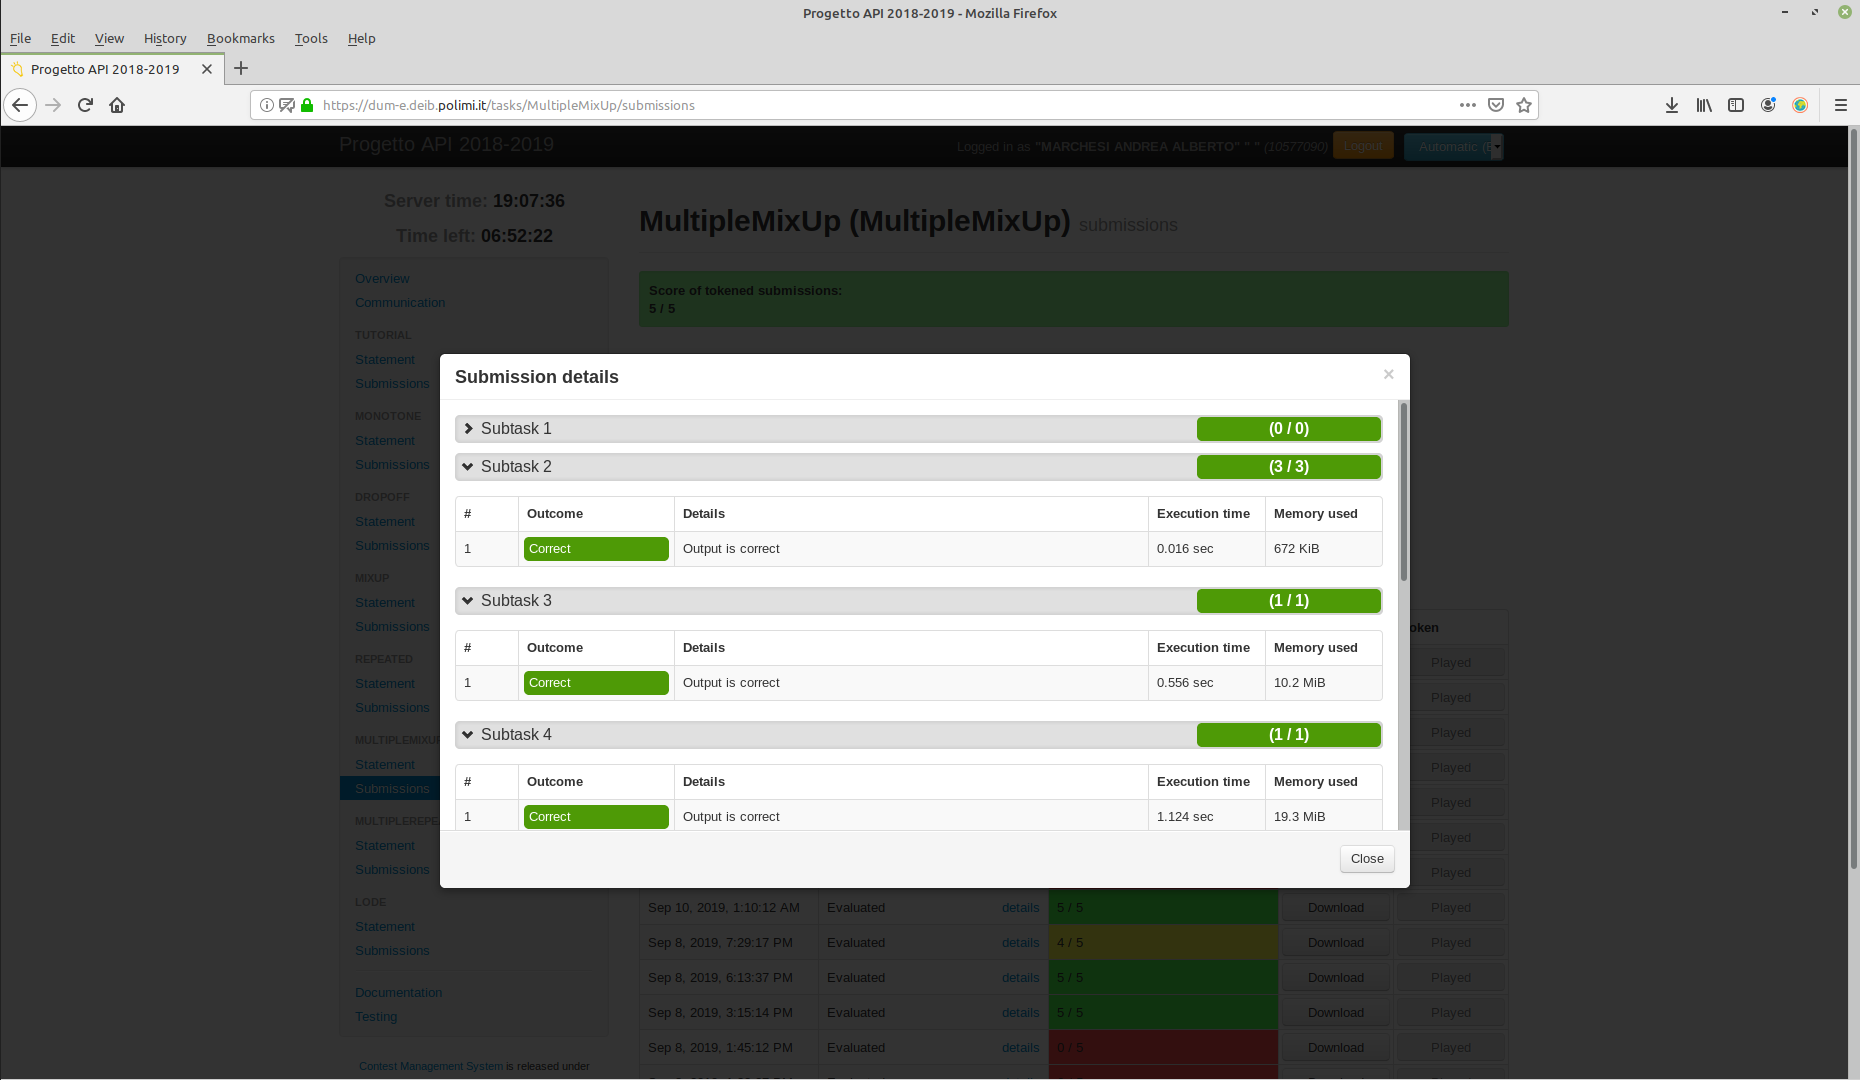 Progetto API 2018-2019 - Mozilla Firefox
File Edit View History Bookmarks Tools Help
Progetto API 2018-2019
https://dum-e.deib.polimi.it/tasks/MultipleMixUp/submissions
Progetto API 2018-2019
Logged in as "MARCHESI ANDREA ALBERTO" " " (10577090) Logout Automatic (E
Server time: 19:07:36
Time left: 06:52:22
MultipleMixUp (MultipleMixUp) submissions
Score of tokened submissions:
5 / 5
Overview
Communication
TUTORIAL
Statement
Submissions
MONOTONE
Statement
Submissions
DROPOFF
Statement
Submissions
MIXUP
Statement
Submissions
REPEATED
Statement
Submissions
MULTIPLEMIXUP
Statement
Submissions
MULTIPLEREPE
Statement
Submissions
LODE
Statement
Submissions
Documentation
Testing
Contest Management System is released under
Submission details ×
Subtask 1 (0 / 0)
Subtask 2 (3 / 3)
# Outcome Details Execution time Memory used
1 Correct Output is correct 0.016 sec 672 KiB
Subtask 3 (1 / 1)
# Outcome Details Execution time Memory used
1 Correct Output is correct 0.556 sec 10.2 MiB
Subtask 4 (1 / 1)
# Outcome Details Execution time Memory used
1 Correct Output is correct 1.124 sec 19.3 MiB
Close
oken
Played
Played
Played
Played
Played
Played
Played
Sep 10, 2019, 1:10:12 AM Evaluated details 5 / 5 Download Played
Sep 8, 2019, 7:29:17 PM Evaluated details 4 / 5 Download Played
Sep 8, 2019, 6:13:37 PM Evaluated details 5 / 5 Download Played
Sep 8, 2019, 3:15:14 PM Evaluated details 5 / 5 Download Played
Sep 8, 2019, 1:45:12 PM Evaluated details 0 / 5 Download Played